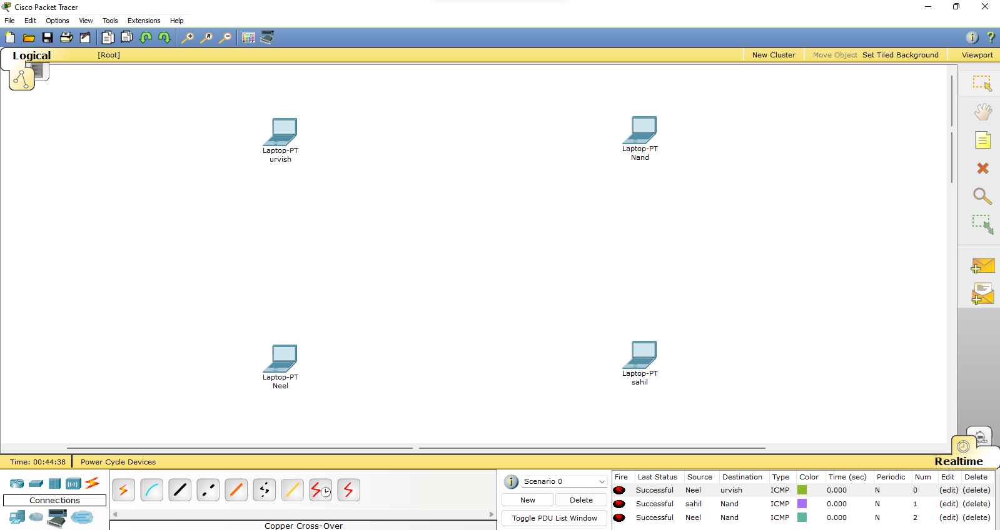 Cisco Packet Tracer
File Edit Options View Tools Extensions Help
Logical [Root] New Cluster Move Object Set Tiled Background Viewport
Laptop-PT
urvish
Laptop-PT
Nand
Laptop-PT
Neel
Laptop-PT
sahil
Time: 00:44:38 Power Cycle Devices Realtime
Connections
Copper Cross-Over
Scenario 0
New Delete
Toggle PDU List Window
Fire Last Status Source Destination Type Color Time (sec) Periodic Num Edit Delete
Successful Neel urvish ICMP 0.000 N 0 (edit) (delete)
Successful sahil Nand ICMP 0.000 N 1 (edit) (delete)
Successful Neel Nand ICMP 0.000 N 2 (edit) (delete)